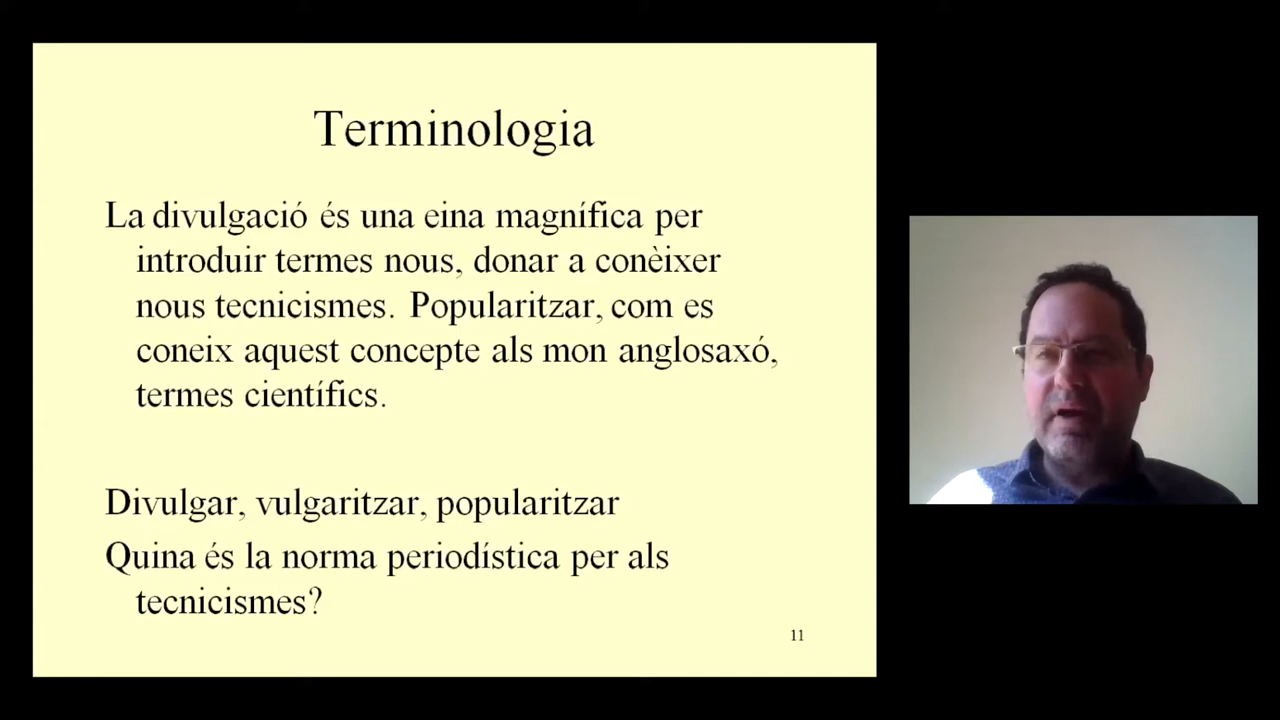 Terminologia
La divulgació és una eina magnífica per
introduir termes nous, donar a conèixer
nous tecnicismes. Popularitzar, com es
coneix aquest concepte als mon anglosaxó,
termes científics.
Divulgar, vulgaritzar, popularitzar
Quina és la norma periodística per als
tecnicismes?
11